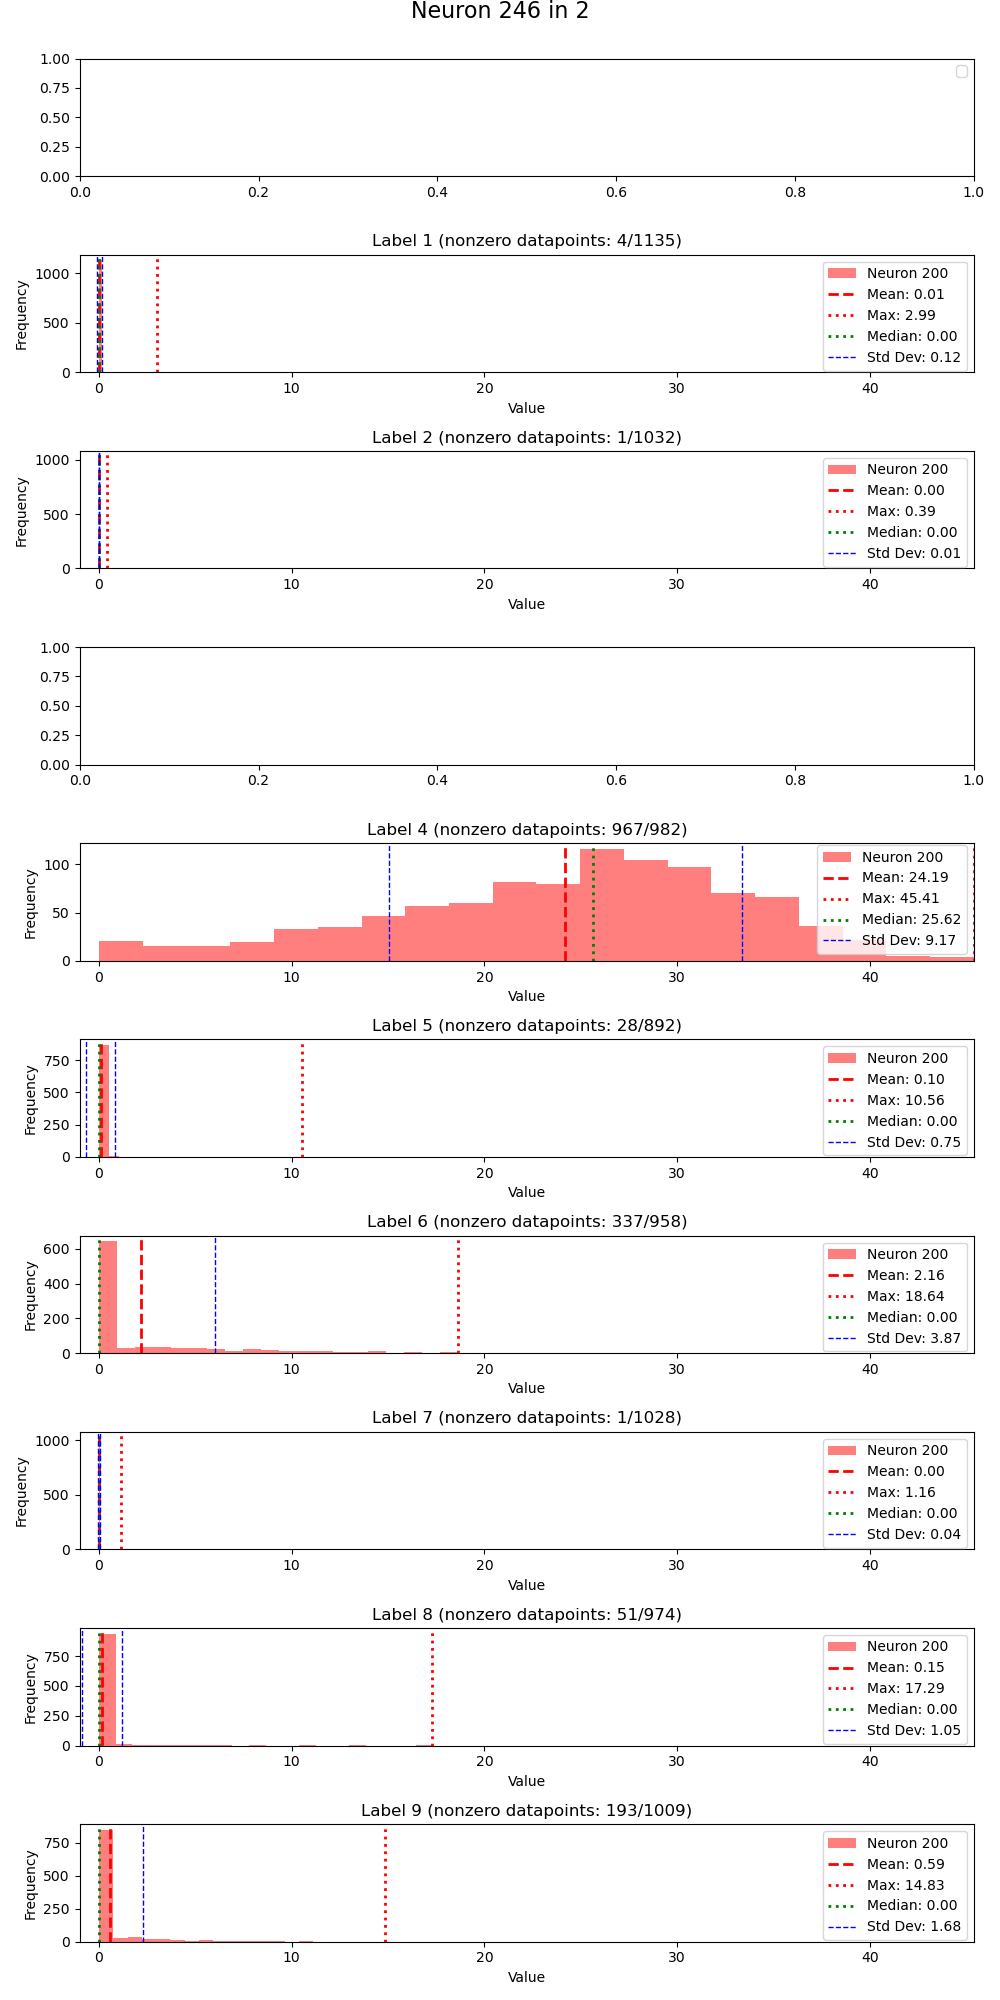 Neuron 246 in 2
1.00
0.75
0.50
0.25
0.00
0.0 0.2 0.4 0.6 0.8 1.0
Label 1 (nonzero datapoints: 4/1135)
Frequency
1000
500
0
Neuron 200
Mean: 0.01
Max: 2.99
Median: 0.00
Std Dev: 0.12
0 10 20 30 40
Value
Label 2 (nonzero datapoints: 1/1032)
Frequency
1000
500
0
Neuron 200
Mean: 0.00
Max: 0.39
Median: 0.00
Std Dev: 0.01
0 10 20 30 40
Value
1.00
0.75
0.50
0.25
0.00
0.0 0.2 0.4 0.6 0.8 1.0
Label 4 (nonzero datapoints: 967/982)
Frequency
100
50
0
Neuron 200
Mean: 24.19
Max: 45.41
Median: 25.62
Std Dev: 9.17
0 10 20 30 40
Value
Label 5 (nonzero datapoints: 28/892)
Frequency
750
500
250
0
Neuron 200
Mean: 0.10
Max: 10.56
Median: 0.00
Std Dev: 0.75
0 10 20 30 40
Value
Label 6 (nonzero datapoints: 337/958)
Frequency
600
400
200
0
Neuron 200
Mean: 2.16
Max: 18.64
Median: 0.00
Std Dev: 3.87
0 10 20 30 40
Value
Label 7 (nonzero datapoints: 1/1028)
Frequency
1000
500
0
Neuron 200
Mean: 0.00
Max: 1.16
Median: 0.00
Std Dev: 0.04
0 10 20 30 40
Value
Label 8 (nonzero datapoints: 51/974)
Frequency
750
500
250
0
Neuron 200
Mean: 0.15
Max: 17.29
Median: 0.00
Std Dev: 1.05
0 10 20 30 40
Value
Label 9 (nonzero datapoints: 193/1009)
Frequency
750
500
250
0
Neuron 200
Mean: 0.59
Max: 14.83
Median: 0.00
Std Dev: 1.68
0 10 20 30 40
Value